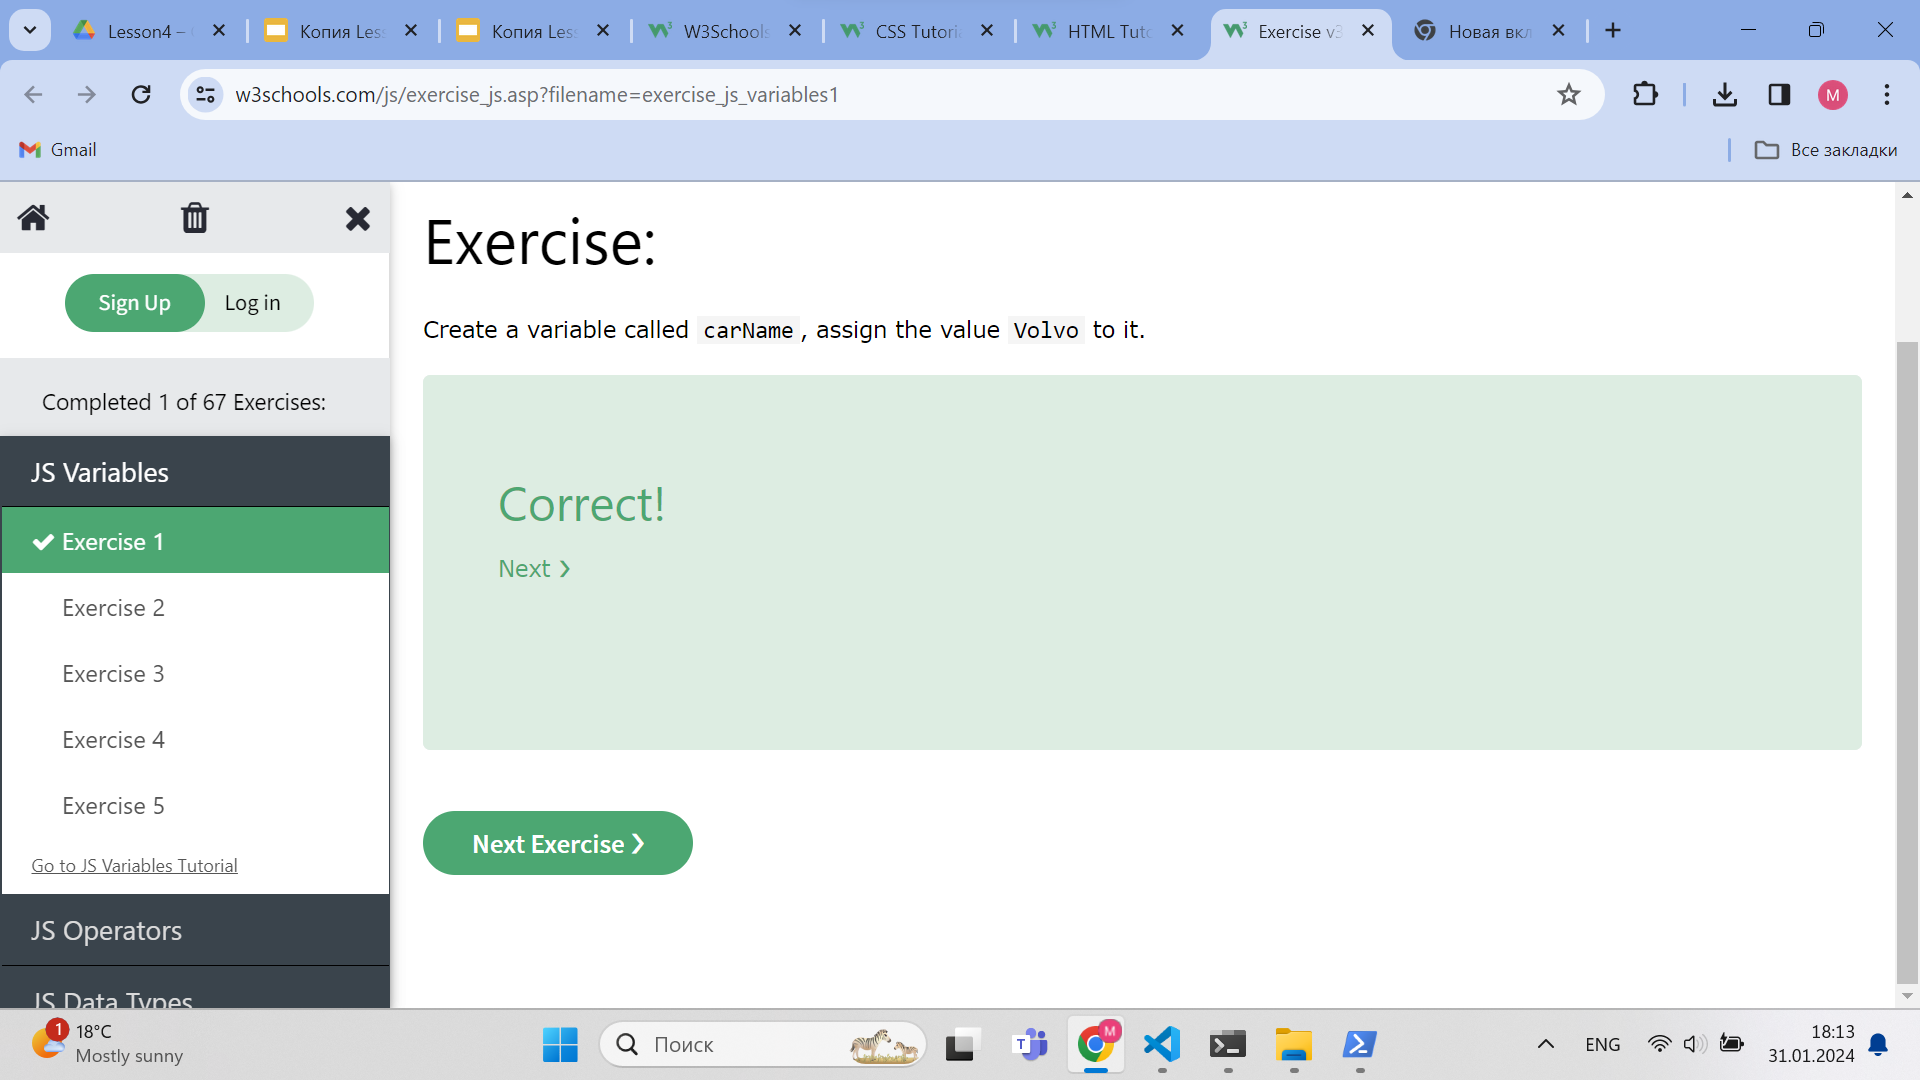 Lesson4 –
Копия Les
Копия Les
W3Schools
CSS Tutoria
HTML Tuto
Exercise v3
Новая вкл
w3schools.com/js/exercise_js.asp?filename=exercise_js_variables1
M
Gmail
Все закладки
Sign Up
Log in
Completed 1 of 67 Exercises:
JS Variables
Exercise 1
Exercise 2
Exercise 3
Exercise 4
Exercise 5
Go to JS Variables Tutorial
JS Operators
JS Data Types
Exercise:
Create a variable called carName, assign the value Volvo to it.
Correct!
Next ❯
Next Exercise ❯
1
18°C
Mostly sunny
Поиск
T
M
ENG
18:13
31.01.2024